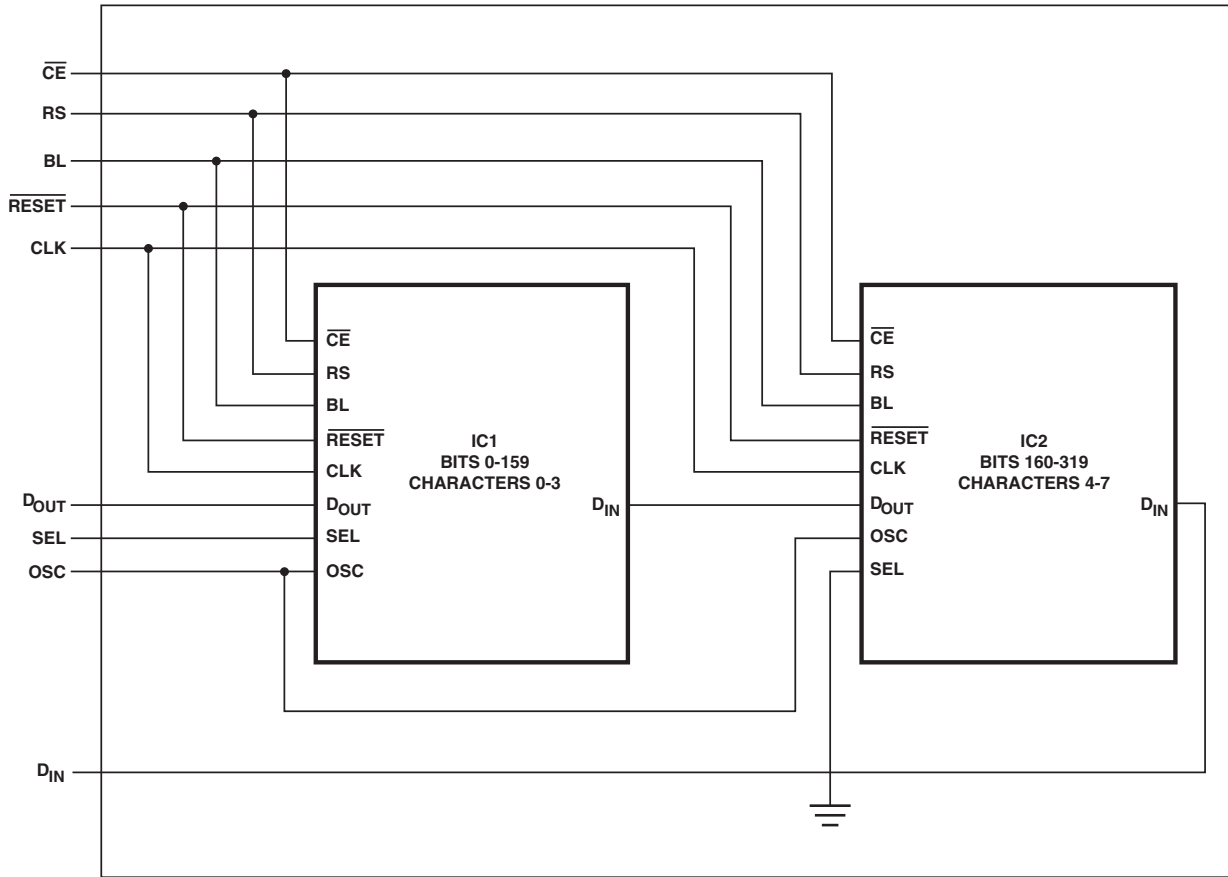 CE
RS
BL
RESET
CLK
DOUT
SEL
OSC
DIN
CE
RS
BL
RESET
CLK
DOUT
SEL
OSC
IC1
BITS 0-159
CHARACTERS 0-3
DIN
CE
RS
BL
RESET
CLK
DOUT
OSC
SEL
IC2
BITS 160-319
CHARACTERS 4-7
DIN